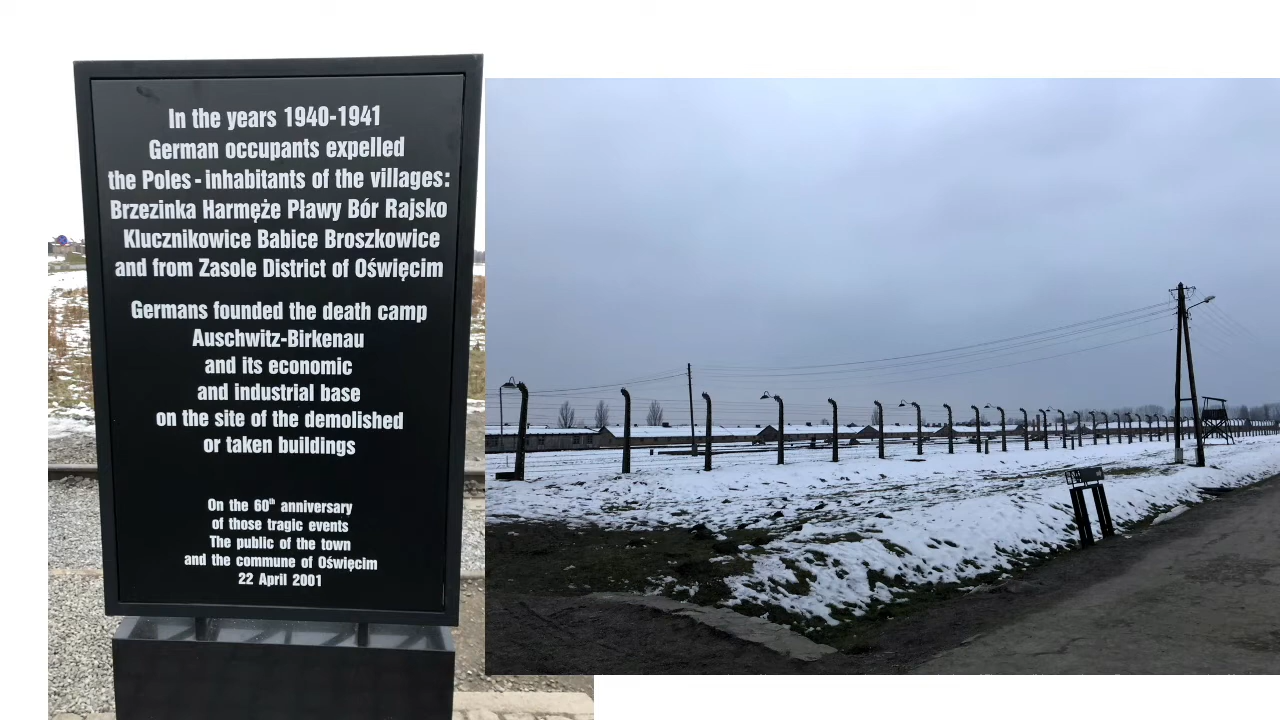 In the years 1940-1941
German occupants expelled
the Poles - inhabitants of the villages:
Brzezinka Harmęże Pławy Bór Rajsko
Klucznikowice Babice Broszkowice
and from Zasole District of Oświęcim
Germans founded the death camp
Auschwitz-Birkenau
and its economic
and industrial base
on the site of the demolished
or taken buildings
On the 60th anniversary
of those tragic events
The public of the town
and the commune of Oświęcim
22 April 2001